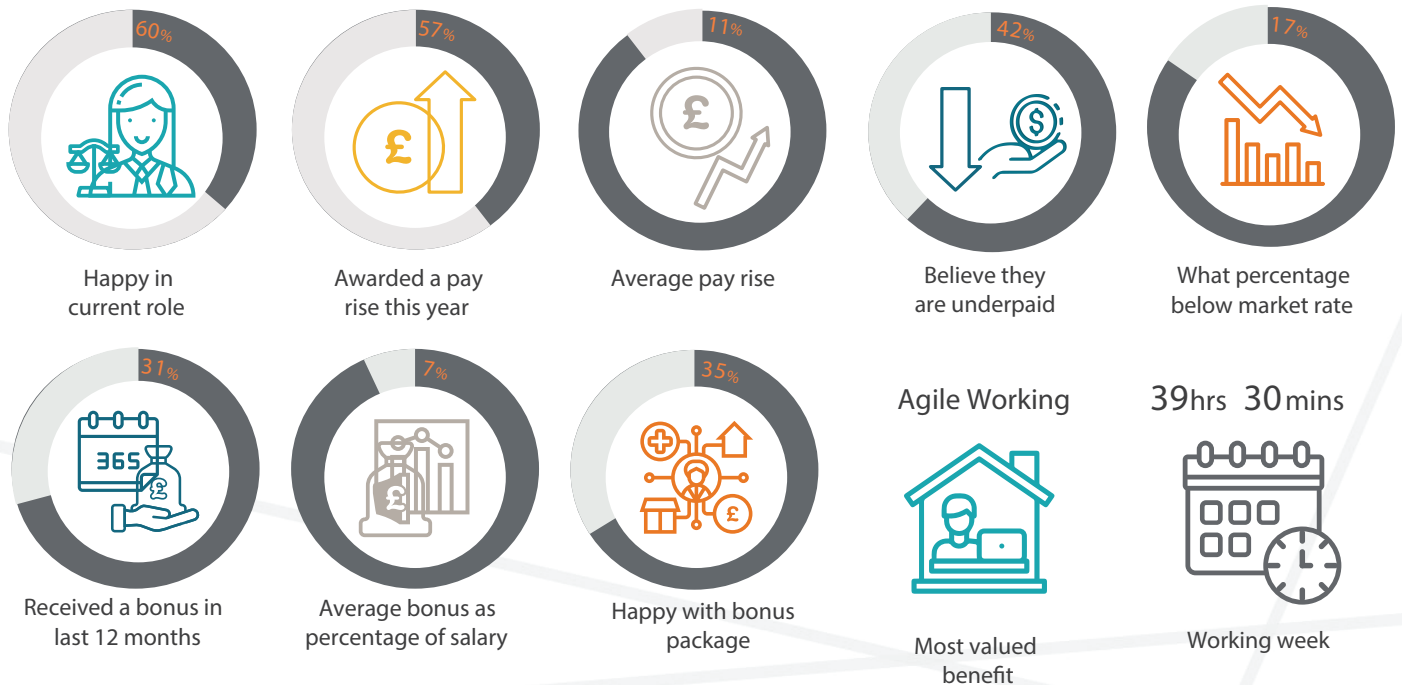 60%
57%
11%
42%
17%
£
£
$
Happy in
current role
Awarded a pay
rise this year
Average pay rise
Believe they
are underpaid
What percentage
below market rate
31%
7%
35%
Agile Working
39hrs 30mins
365
£
£
£
Received a bonus in
last 12 months
Average bonus as
percentage of salary
Happy with bonus
package
Most valued
benefit
Working week